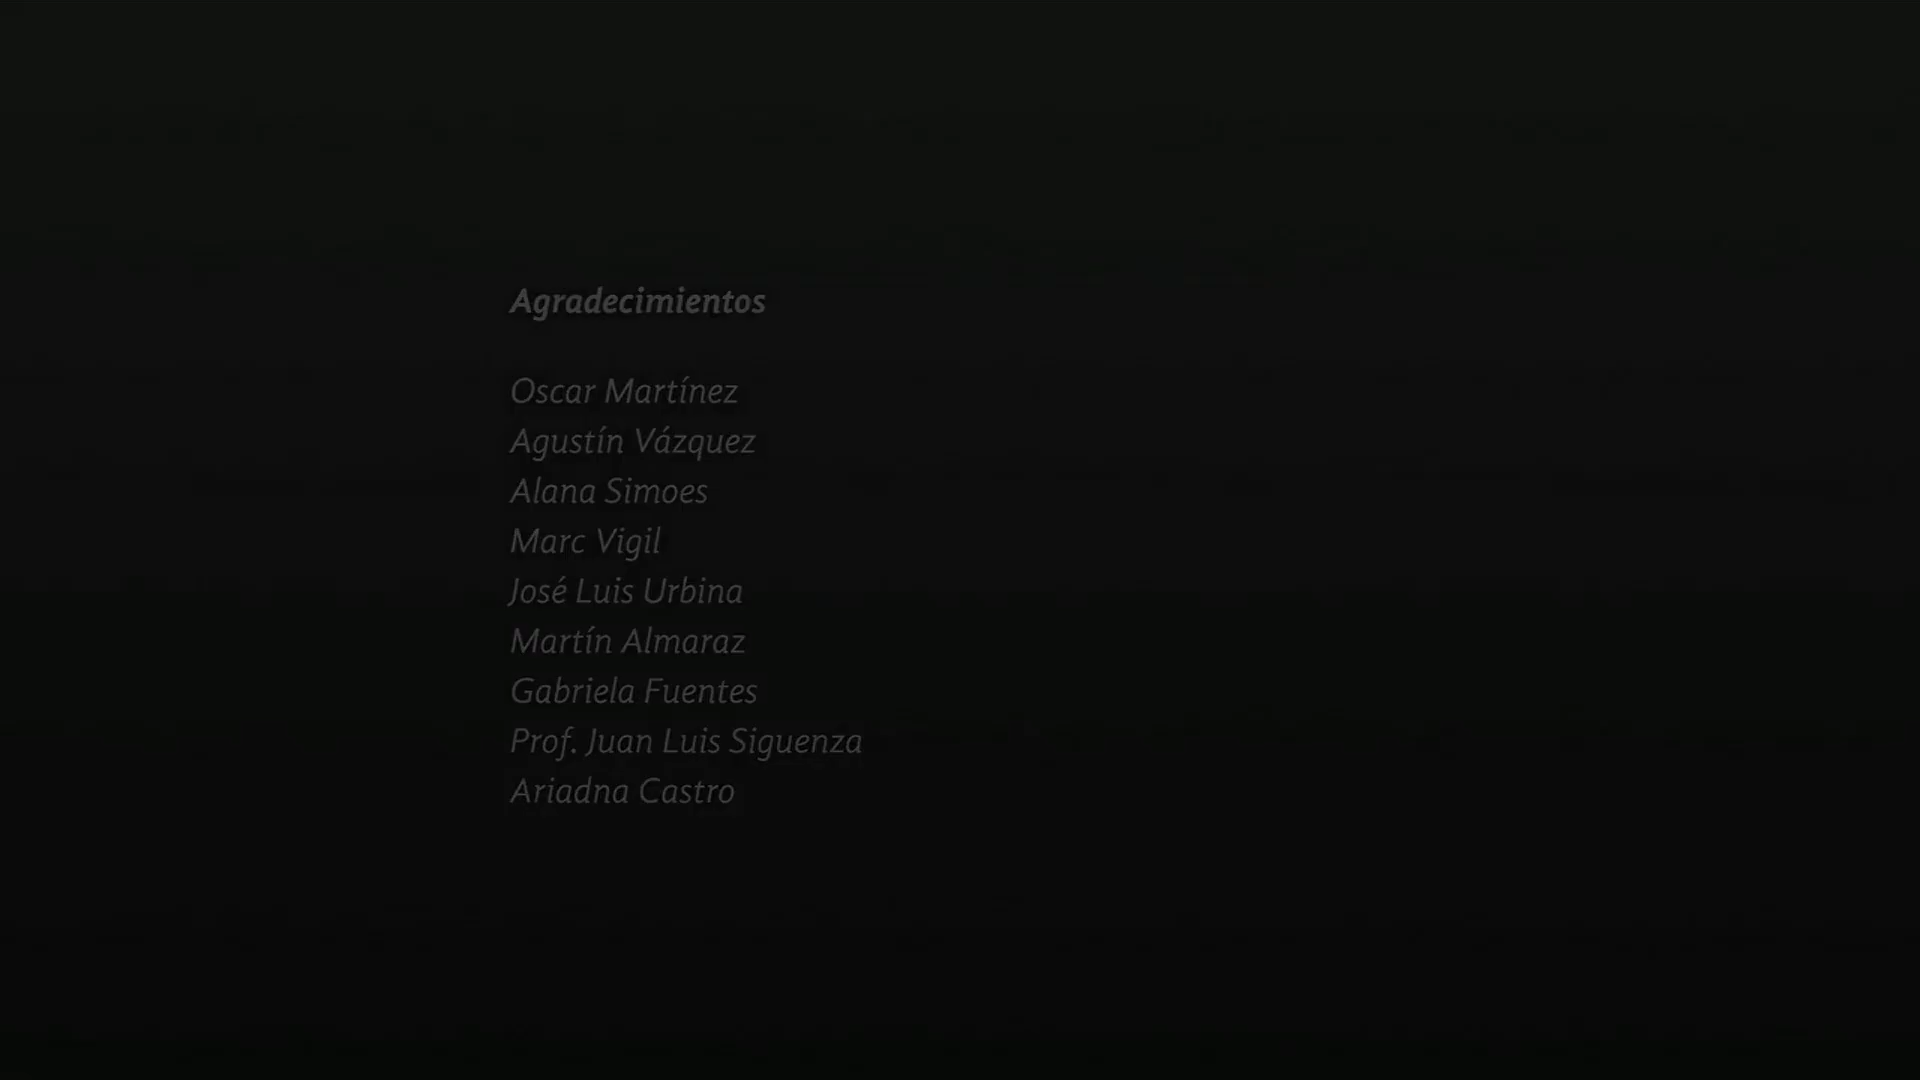 Agradecimientos
Oscar Martínez
Agustín Vázquez
Alana Simoes
Marc Vigil
José Luis Urbina
Martín Almaraz
Gabriela Fuentes
Prof. Juan Luis Siguenza
Ariadna Castro